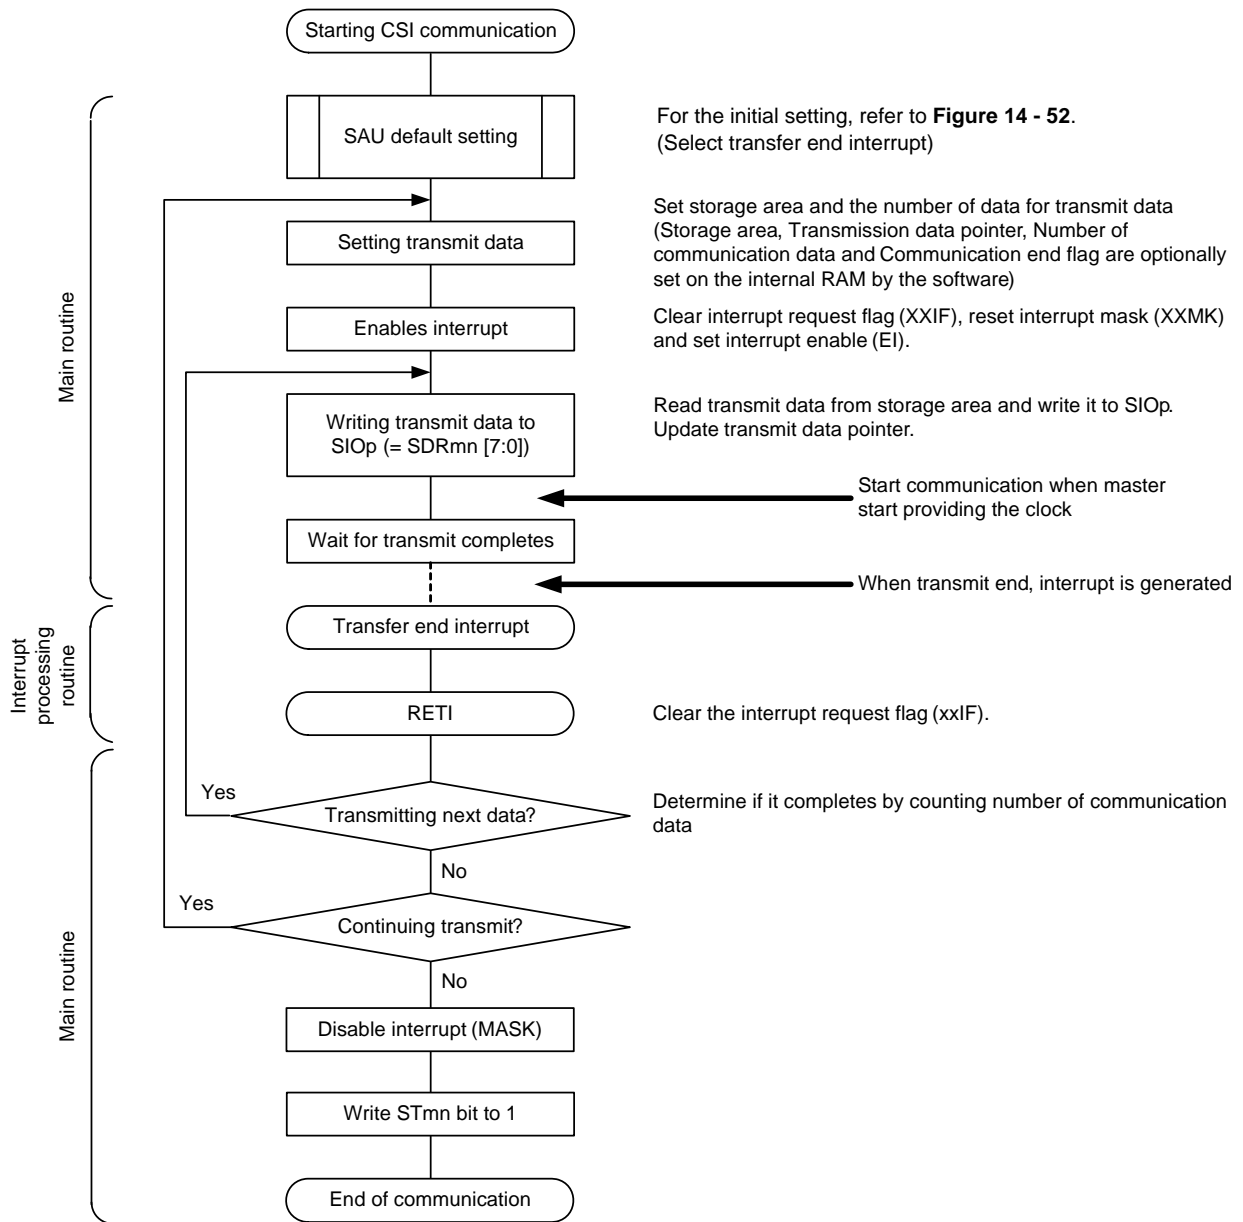 Starting CSI communication
SAU default setting
For the initial setting, refer to Figure 14 - 52.
(Select transfer end interrupt)
Setting transmit data
Set storage area and the number of data for transmit data
(Storage area, Transmission data pointer, Number of
communication data and Communication end flag are optionally
set on the internal RAM by the software)
Enables interrupt
Clear interrupt request flag (XXIF), reset interrupt mask (XXMK)
and set interrupt enable (EI).
Main routine
Writing transmit data to
SIOp (= SDRmn [7:0])
Read transmit data from storage area and write it to SIOp.
Update transmit data pointer.
Start communication when master
start providing the clock
Wait for transmit completes
When transmit end, interrupt is generated
Interrupt
processing
routine
Transfer end interrupt
RETI
Clear the interrupt request flag (xxIF).
Yes
Transmitting next data?
Determine if it completes by counting number of communication
data
No
Yes
Continuing transmit?
No
Main routine
Disable interrupt (MASK)
Write STmn bit to 1
End of communication